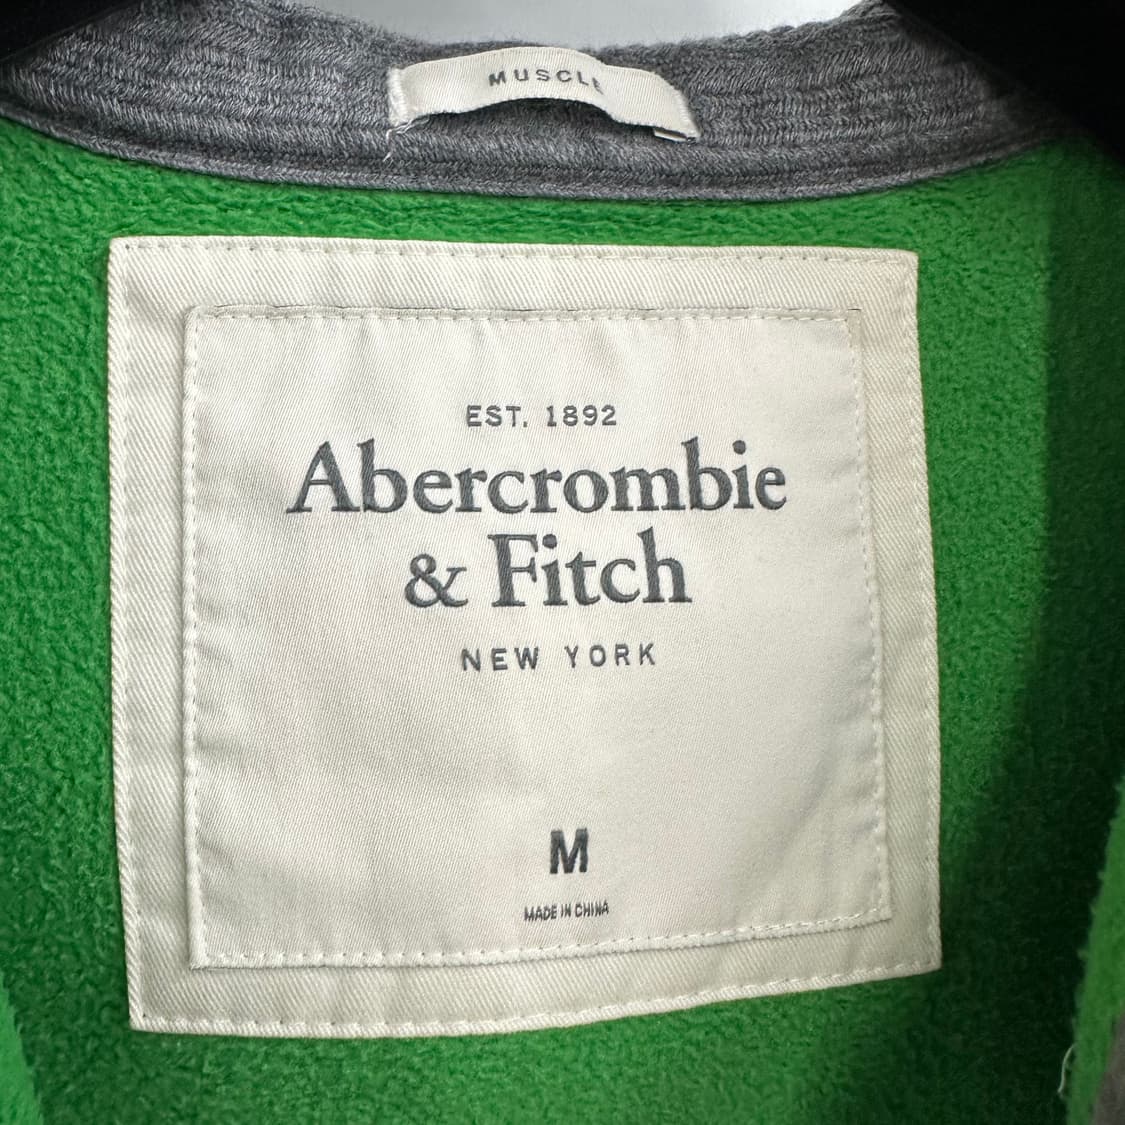 MUSCLE
EST. 1892
Abercrombie
& Fitch
NEW YORK
M
MADE IN CHINA